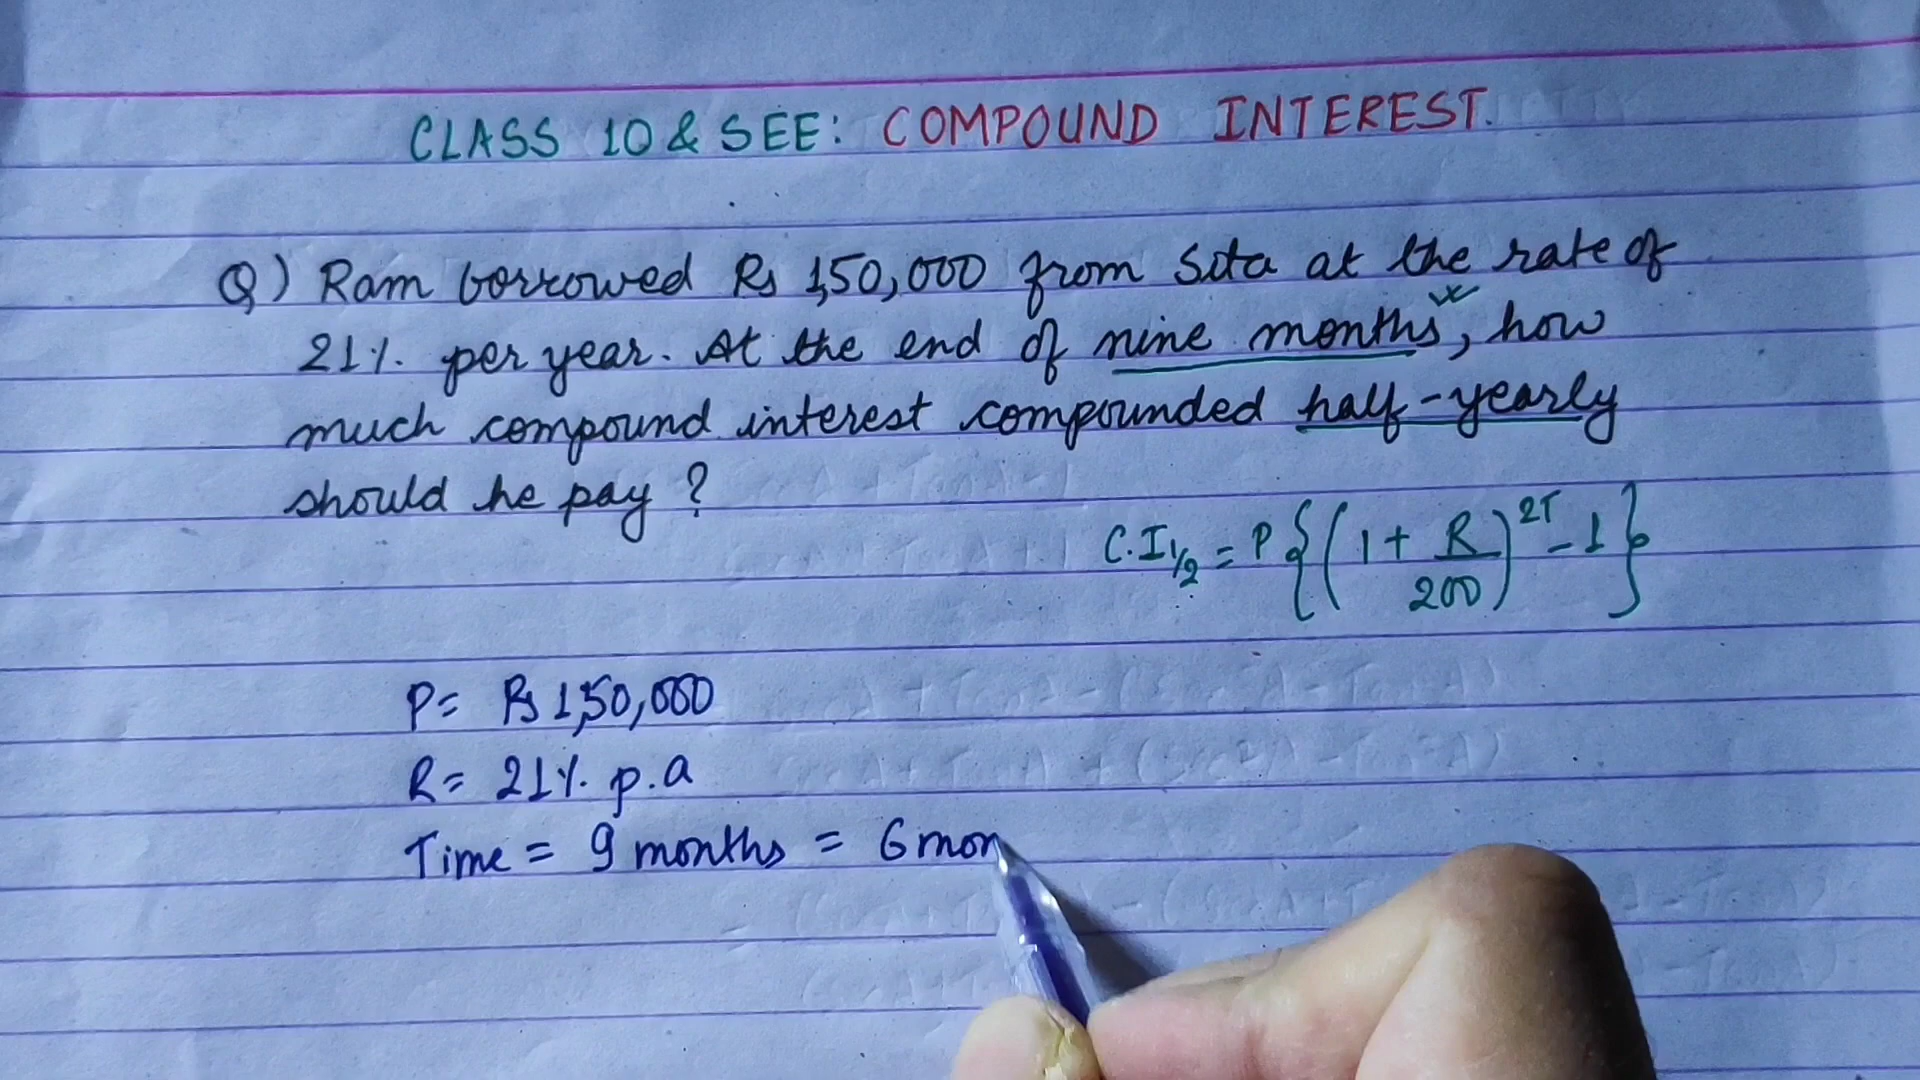 CLASS 10 & SEE: COMPOUND INTEREST.
Q) Ram borrowed Rs 1,50,000 from Sita at the rate of
21%. per year. At the end of nine months, how
much compound interest compounded half-yearly
should he pay ?
C.I½ = P{(1 + R/200)^2T - 1}
P = Rs 1,50,000
R = 21%. p.a
Time = 9 months = 6 mon